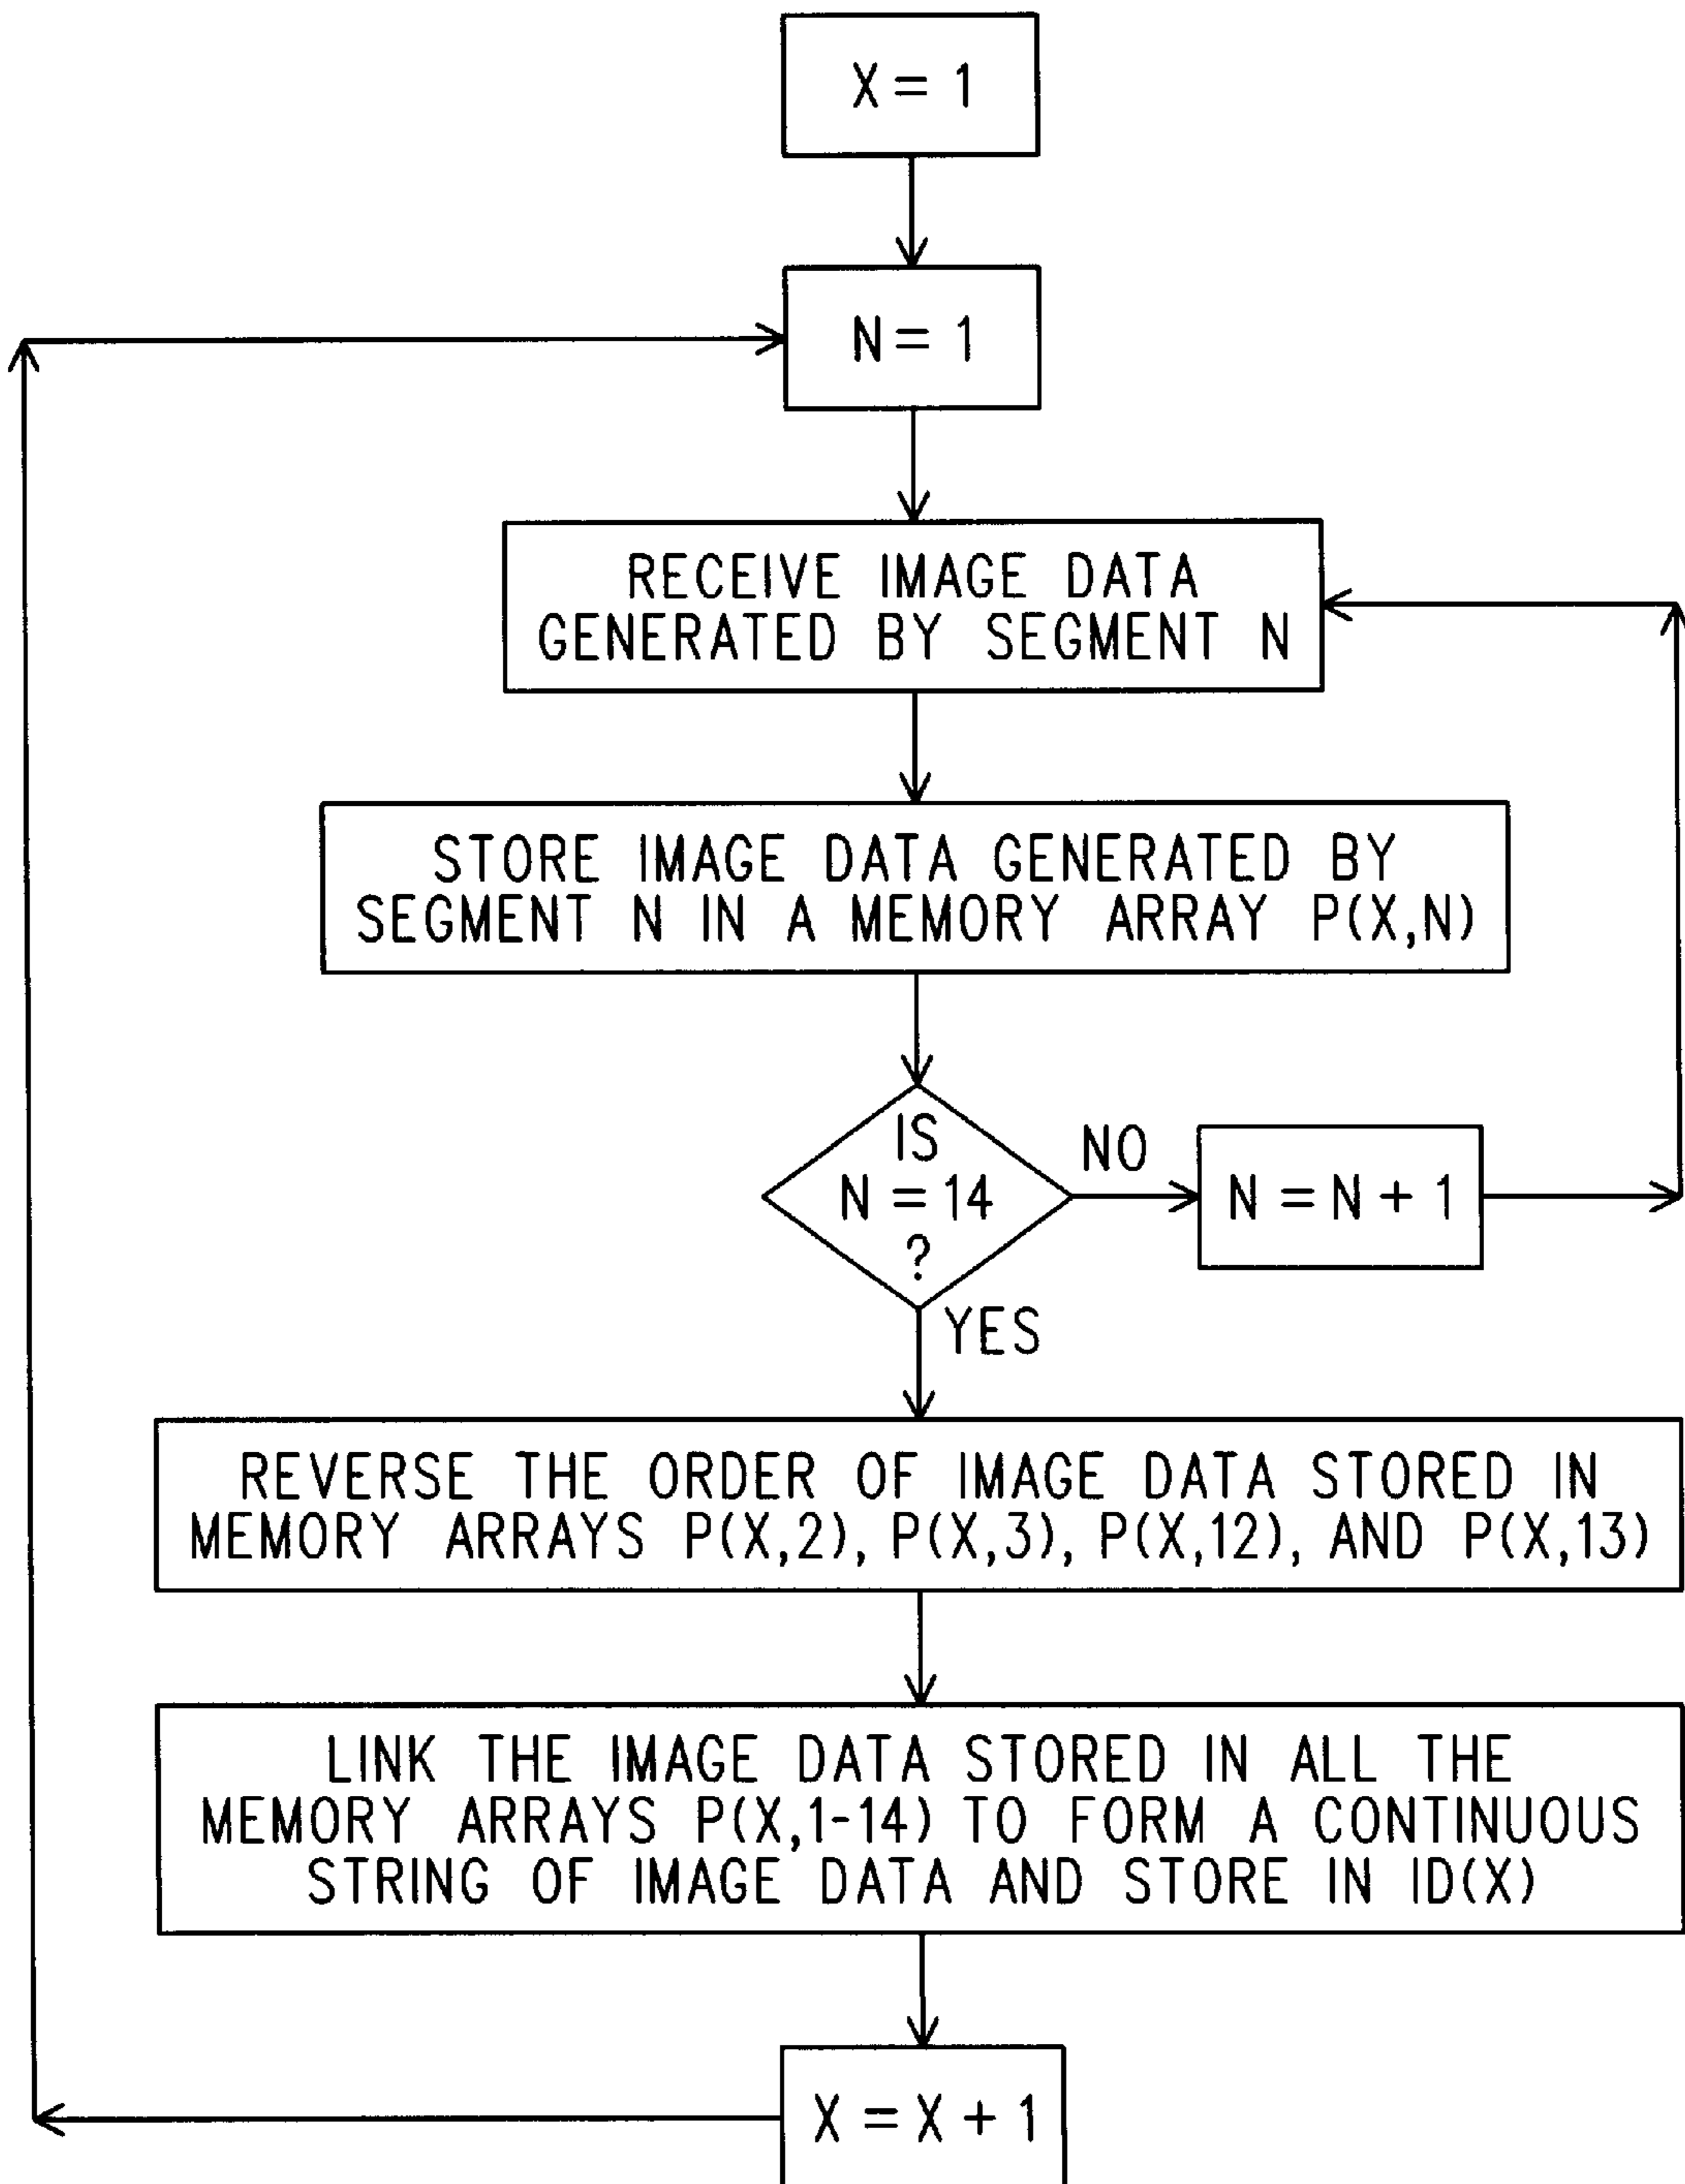 X = 1
N = 1
RECEIVE IMAGE DATA
GENERATED BY SEGMENT N
STORE IMAGE DATA GENERATED BY
SEGMENT N IN A MEMORY ARRAY P(X,N)
IS
N = 14
?
NO
N = N + 1
YES
REVERSE THE ORDER OF IMAGE DATA STORED IN
MEMORY ARRAYS P(X,2), P(X,3), P(X,12), AND P(X,13)
LINK THE IMAGE DATA STORED IN ALL THE
MEMORY ARRAYS P(X,1-14) TO FORM A CONTINUOUS
STRING OF IMAGE DATA AND STORE IN ID(X)
X = X + 1